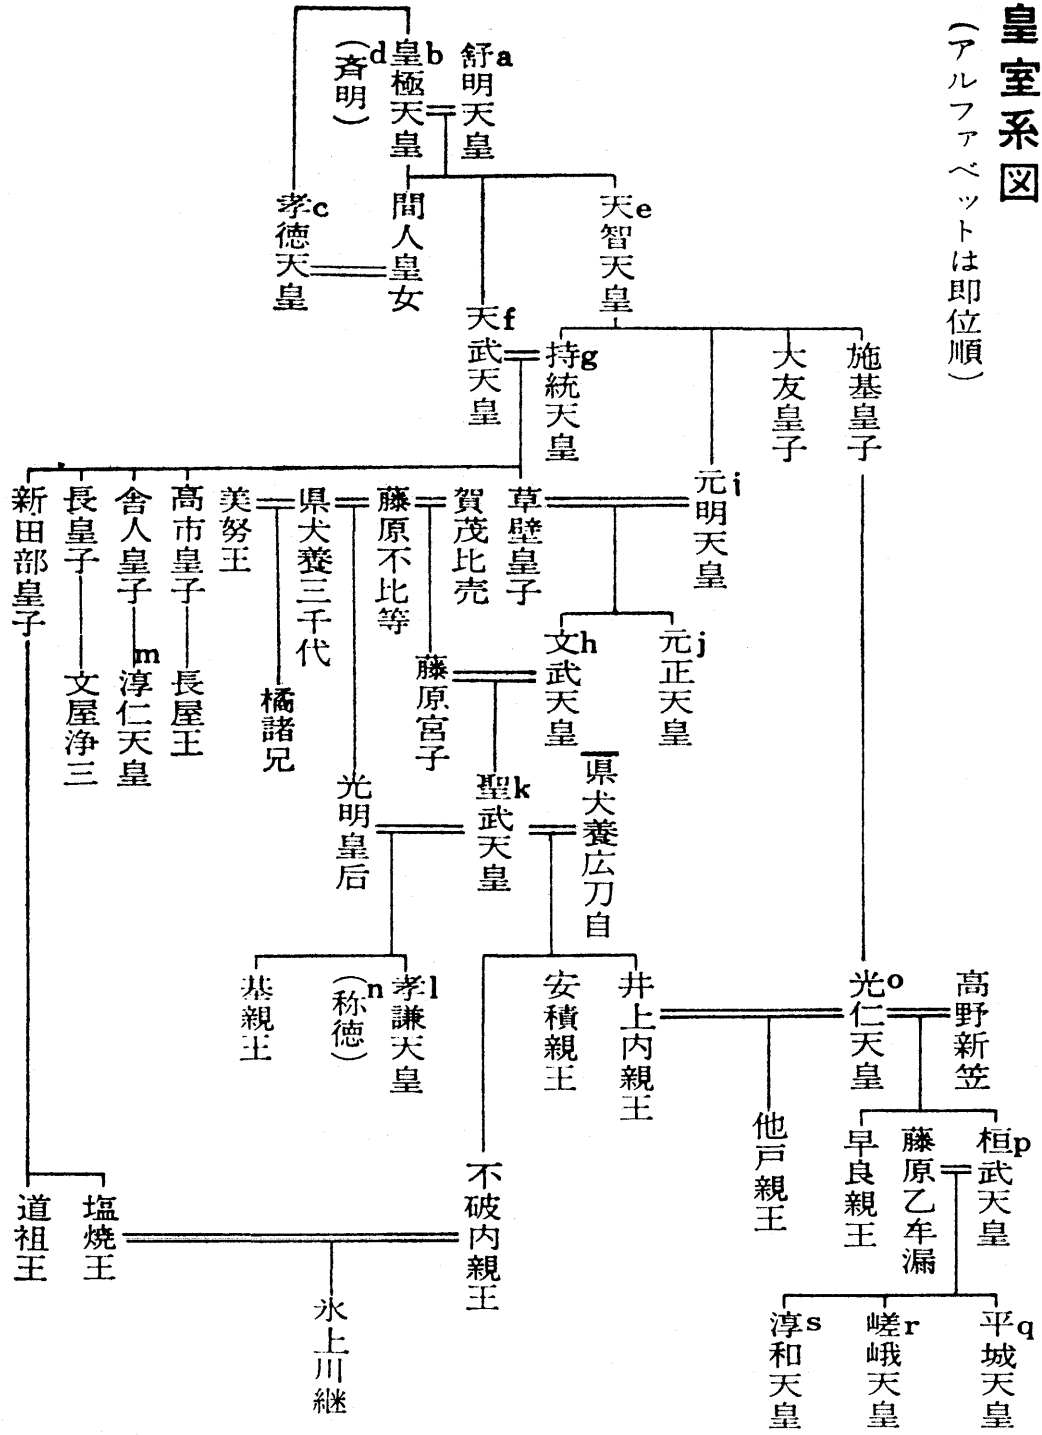 皇室系図
(アルファベットは即位順)
a舒明天皇
b皇極天皇
d(斉明)
c孝徳天皇
間人皇女
e天智天皇
f天武天皇
g持統天皇
大友皇子
施基皇子
i元明天皇
草壁皇子
賀茂比売
藤原不比等
県犬養三千代
美努王
高市皇子
舎人皇子
長皇子
新田部皇子
h文武天皇
j元正天皇
藤原宮子
橘諸兄
長屋王
m淳仁天皇
文屋浄三
県犬養広刀自
k聖武天皇
光明皇后
高野新笠
o光仁天皇
井上内親王
安積親王
l孝謙天皇
n(称徳)
基親王
p桓武天皇
藤原乙牟漏
早良親王
他戸親王
不破内親王
塩焼王
道祖王
氷上川継
q平城天皇
r嵯峨天皇
s淳和天皇